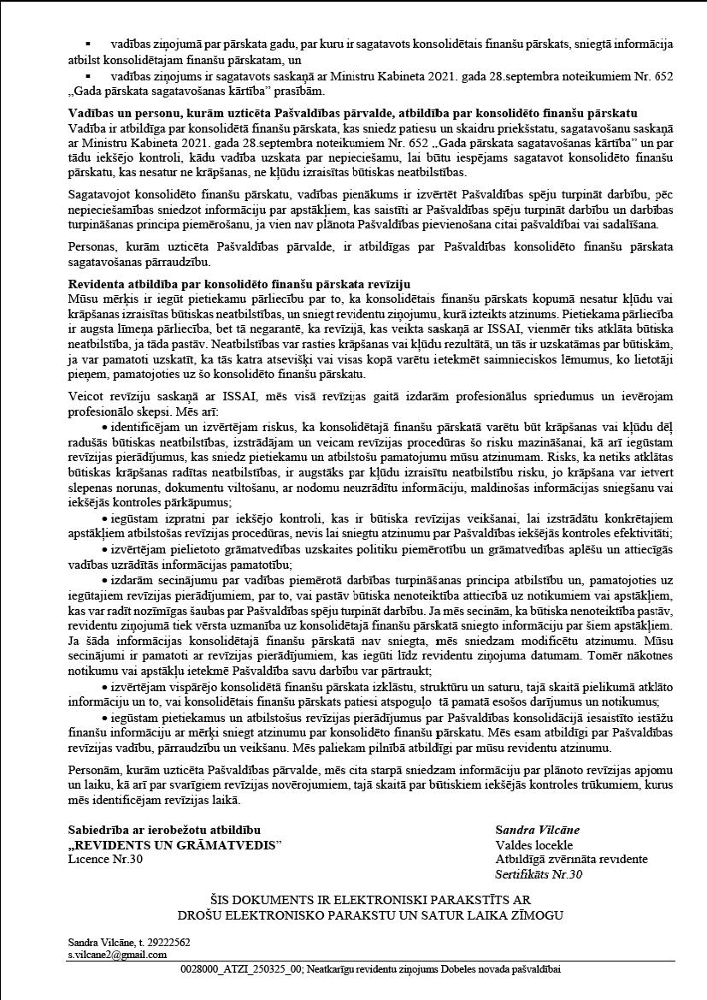 ▪ vadības ziņojumā par pārskata gadu, par kuru ir sagatavots konsolidētais finanšu pārskats, sniegtā informācija
atbilst konsolidētajam finanšu pārskatam, un
▪ vadības ziņojums ir sagatavots saskaņā ar Ministru Kabineta 2021. gada 28.septembra noteikumiem Nr. 652
„Gada pārskata sagatavošanas kārtība” prasībām.
Vadības un personu, kurām uzticēta Pašvaldības pārvalde, atbildība par konsolidēto finanšu pārskatu
Vadība ir atbildīga par konsolidētā finanšu pārskata, kas sniedz patiesu un skaidru priekšstatu, sagatavošanu saskaņā
ar Ministru Kabineta 2021. gada 28.septembra noteikumiem Nr. 652 „Gada pārskata sagatavošanas kārtība” un par
tādu iekšējo kontroli, kādu vadība uzskata par nepieciešamu, lai būtu iespējams sagatavot konsolidēto finanšu
pārskatu, kas nesatur ne krāpšanas, ne kļūdu izraisītas būtiskas neatbilstības.
Sagatavojot konsolidēto finanšu pārskatu, vadības pienākums ir izvērtēt Pašvaldības spēju turpināt darbību, pēc
nepieciešamības sniedzot informāciju par apstākļiem, kas saistīti ar Pašvaldības spēju turpināt darbību un darbības
turpināšanas principa piemērošanu, ja vien nav plānota Pašvaldības pievienošana citai pašvaldībai vai sadalīšana.
Personas, kurām uzticēta Pašvaldības pārvalde, ir atbildīgas par Pašvaldības konsolidēto finanšu pārskata
sagatavošanas pārraudzību.
Revidenta atbildība par konsolidēto finanšu pārskata revīziju
Mūsu mērķis ir iegūt pietiekamu pārliecību par to, ka konsolidētais finanšu pārskats kopumā nesatur kļūdu vai
krāpšanas izraisītas būtiskas neatbilstības, un sniegt revidentu ziņojumu, kurā izteikts atzinums. Pietiekama pārliecība
ir augsta līmeņa pārliecība, bet tā negarantē, ka revīzijā, kas veikta saskaņā ar ISSAI, vienmēr tiks atklāta būtiska
neatbilstība, ja tāda pastāv. Neatbilstības var rasties krāpšanas vai kļūdu rezultātā, un tās ir uzskatāmas par būtiskām,
ja var pamatoti uzskatīt, ka tās katra atsevišķi vai visas kopā varētu ietekmēt saimnieciskos lēmumus, ko lietotāji
pieņem, pamatojoties uz šo konsolidēto finanšu pārskatu.
Veicot revīziju saskaņā ar ISSAI, mēs visā revīzijas gaitā izdarām profesionālus spriedumus un ievērojam
profesionālo skepsi. Mēs arī:
• identificējam un izvērtējam riskus, ka konsolidētajā finanšu pārskatā varētu būt krāpšanas vai kļūdu dēļ
radušās būtiskas neatbilstības, izstrādājam un veicam revīzijas procedūras šo risku mazināšanai, kā arī iegūstam
revīzijas pierādījumus, kas sniedz pietiekamu un atbilstošu pamatojumu mūsu atzinumam. Risks, ka netiks atklātas
būtiskas krāpšanas radītas neatbilstības, ir augstāks par kļūdu izraisītu neatbilstību risku, jo krāpšana var ietvert
slepenas norunas, dokumentu viltošanu, ar nodomu neuzrādītu informāciju, maldinošas informācijas sniegšanu vai
iekšējās kontroles pārkāpumus;
• iegūstam izpratni par iekšējo kontroli, kas ir būtiska revīzijas veikšanai, lai izstrādātu konkrētajiem
apstākļiem atbilstošas revīzijas procedūras, nevis lai sniegtu atzinumu par Pašvaldības iekšējās kontroles efektivitāti;
• izvērtējam pielietoto grāmatvedības uzskaites politiku piemērotību un grāmatvedības aplēšu un attiecīgās
vadības uzrādītās informācijas pamatotību;
• izdarām secinājumu par vadības piemērotā darbības turpināšanas principa atbilstību un, pamatojoties uz
iegūtajiem revīzijas pierādījumiem, par to, vai pastāv būtiska nenoteiktība attiecībā uz notikumiem vai apstākļiem,
kas var radīt nozīmīgas šaubas par Pašvaldības spēju turpināt darbību. Ja mēs secinām, ka būtiska nenoteiktība pastāv,
revidentu ziņojumā tiek vērsta uzmanība uz konsolidētajā finanšu pārskatā sniegto informāciju par šiem apstākļiem.
Ja šāda informācijas konsolidētajā finanšu pārskatā nav sniegta, mēs sniedzam modificētu atzinumu. Mūsu
secinājumi ir pamatoti ar revīzijas pierādījumiem, kas iegūti līdz revidentu ziņojuma datumam. Tomēr nākotnes
notikumu vai apstākļu ietekmē Pašvaldība savu darbību var pārtraukt;
• izvērtējam vispārējo konsolidētā finanšu pārskata izklāstu, struktūru un saturu, tajā skaitā pielikumā atklāto
informāciju un to, vai konsolidētais finanšu pārskats patiesi atspoguļo tā pamatā esošos darījumus un notikumus;
• iegūstam pietiekamus un atbilstošus revīzijas pierādījumus par Pašvaldības konsolidācijā iesaistīto iestāžu
finanšu informāciju ar mērķi sniegt atzinumu par konsolidēto finanšu pārskatu. Mēs esam atbildīgi par Pašvaldības
revīzijas vadību, pārraudzību un veikšanu. Mēs paliekam pilnībā atbildīgi par mūsu revidentu atzinumu.
Personām, kurām uzticēta Pašvaldības pārvalde, mēs cita starpā sniedzam informāciju par plānoto revīzijas apjomu
un laiku, kā arī par svarīgiem revīzijas novērojumiem, tajā skaitā par būtiskiem iekšējās kontroles trūkumiem, kurus
mēs identificējam revīzijas laikā.
Sabiedrība ar ierobežotu atbildību
„REVIDENTS UN GRĀMATVEDIS”
Licence Nr.30
Sandra Vilcāne
Valdes locekle
Atbildīgā zvērināta revidente
Sertifikāts Nr.30
ŠIS DOKUMENTS IR ELEKTRONISKI PARAKSTĪTS AR
DROŠU ELEKTRONISKO PARAKSTU UN SATUR LAIKA ZĪMOGU
Sandra Vilcāne, t. 29222562
s.vilcane2@gmail.com
0028000_ATZI_250325_00; Neatkarīgu revidentu ziņojums Dobeles novada pašvaldībai